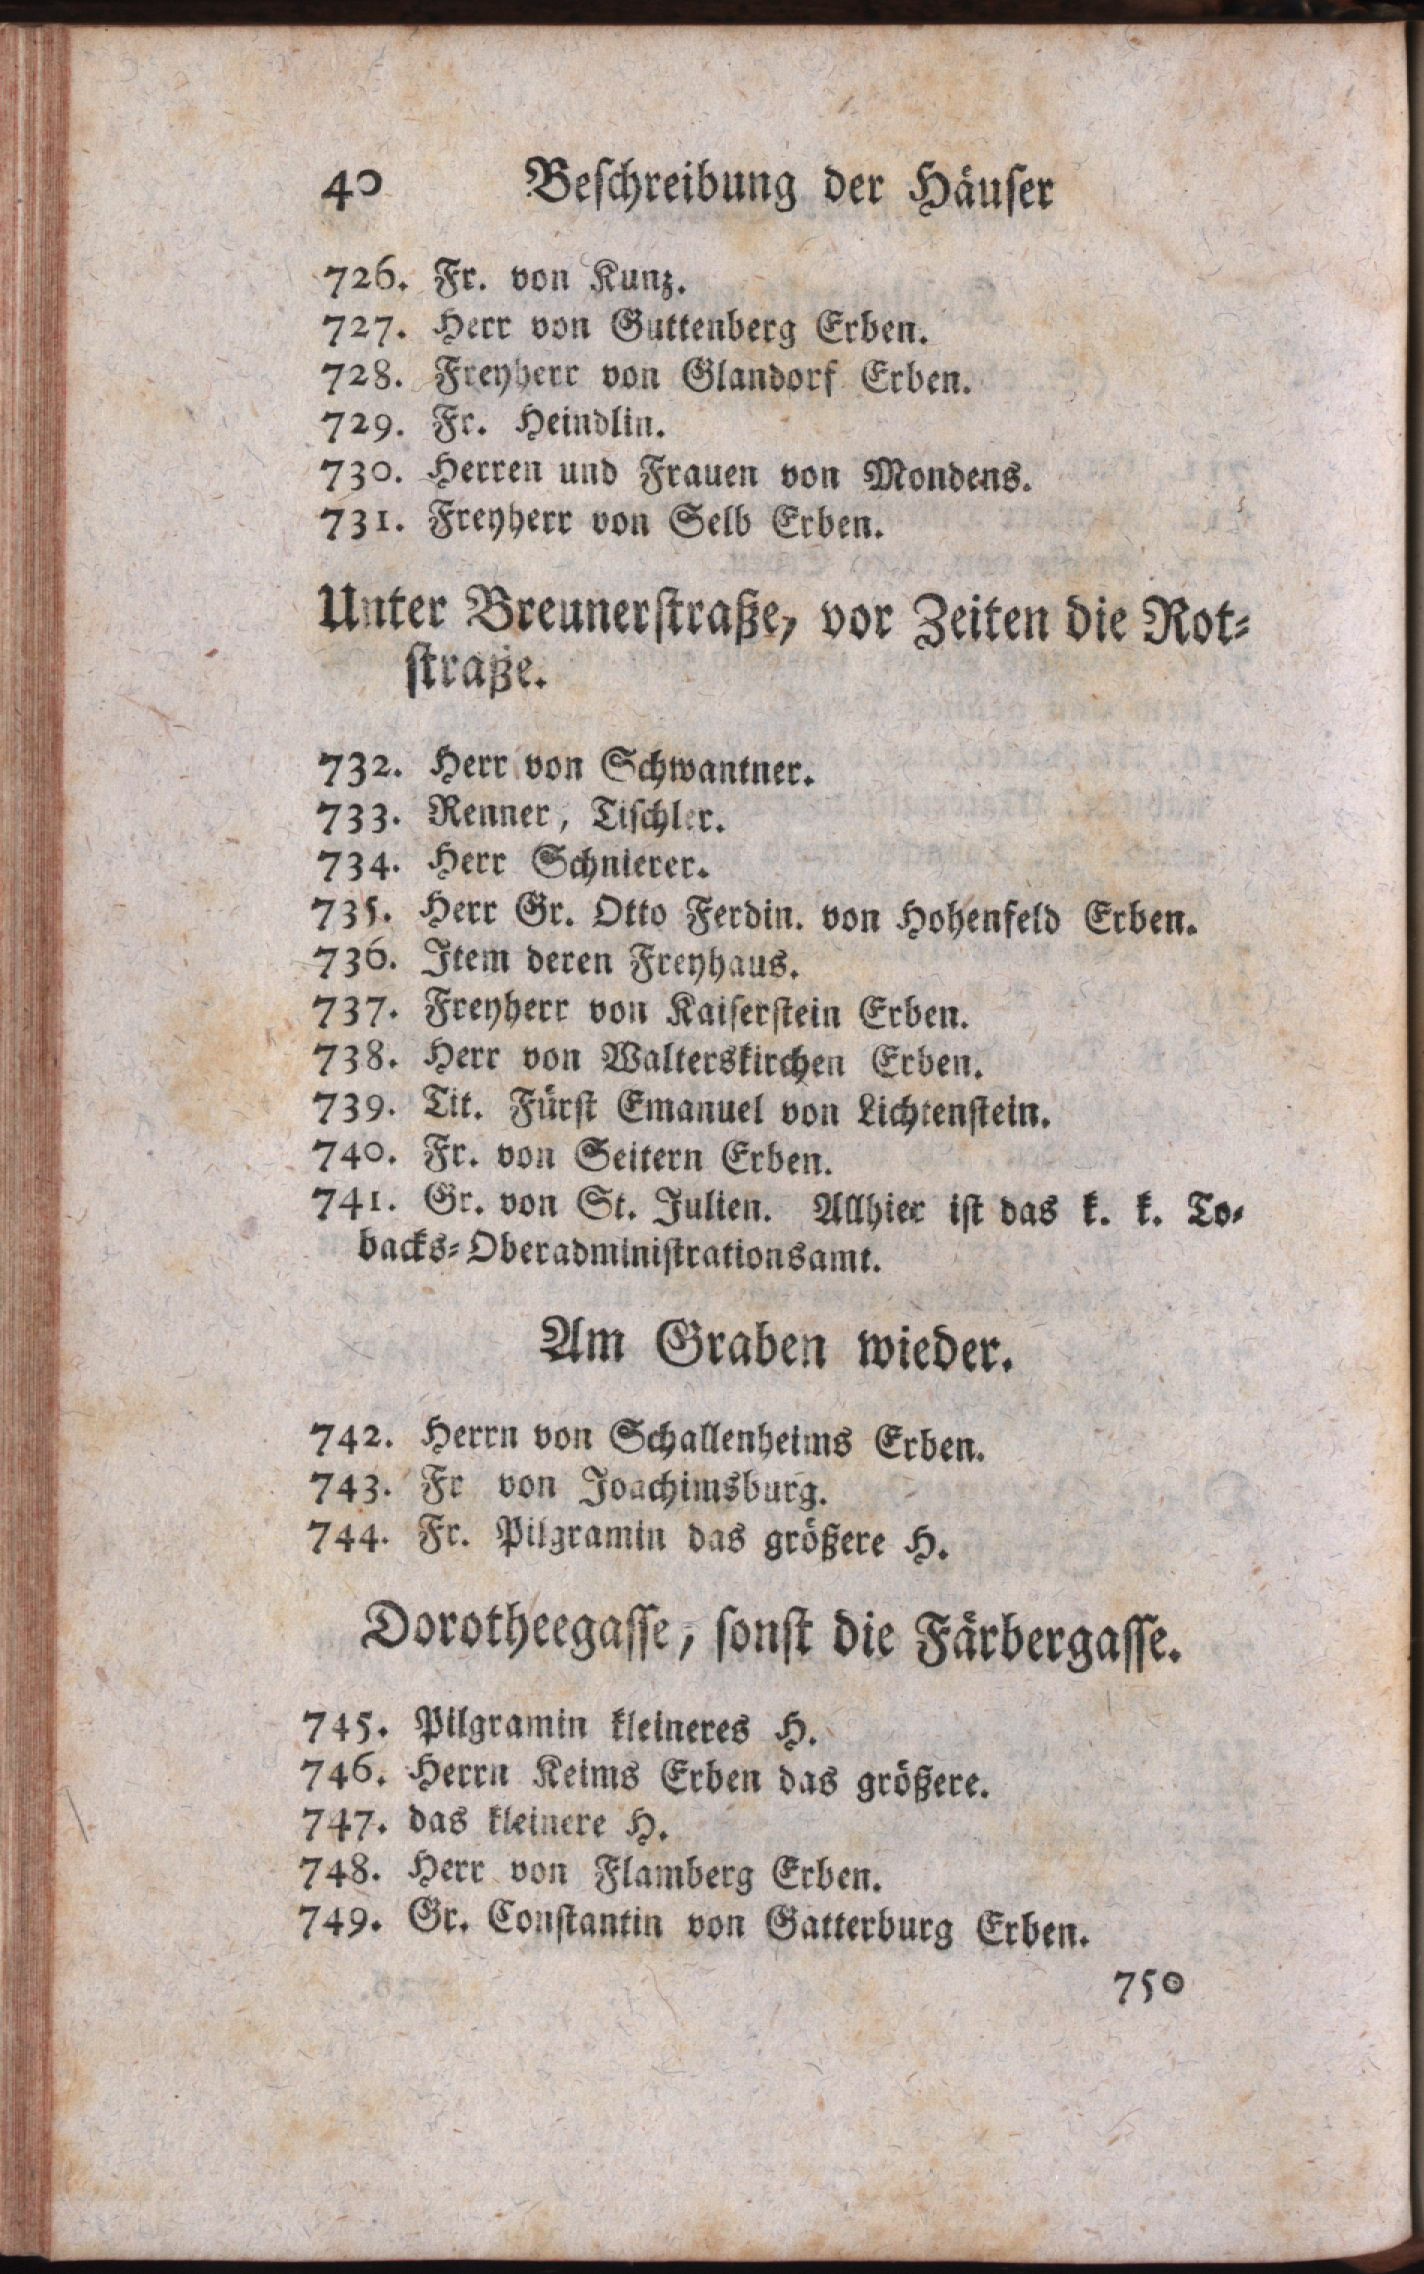 40 Beschreibung der Häuser
726. Fr. von Kunz.
727. Herr von Guttenberg Erben.
728. Freyherr von Glandorf Erben.
729. Fr. Heindlin.
730. Herren und Frauen von Mondens.
731. Freyherr von Selb Erben.
Unter Breunerstraße, vor Zeiten die Rot-
straße.
732. Herr von Schwantner.
733. Renner, Tischler.
734. Herr Schnierer.
735. Herr Gr. Otto Ferdin. von Hohenfeld Erben.
736. Item deren Freyhaus.
737. Freyherr von Kaiserstein Erben.
738. Herr von Walterskirchen Erben.
739. Tit. Fürst Emanuel von Lichtenstein.
740. Fr. von Seitern Erben.
741. Gr. von St. Julien. Allhier ist das k. k. To-
backs-Oberadministrationsamt.
Am Graben wieder.
742. Herrn von Schallenheims Erben.
743. Fr von Joachimsburg.
744. Fr. Pilgramin das größere H.
Dorotheegasse, sonst die Färbergasse.
745. Pilgramin kleineres H.
746. Herrn Keims Erben das größere.
747. das kleinere H.
748. Herr von Flamberg Erben.
749. Gr. Constantin von Gatterburg Erben.
750